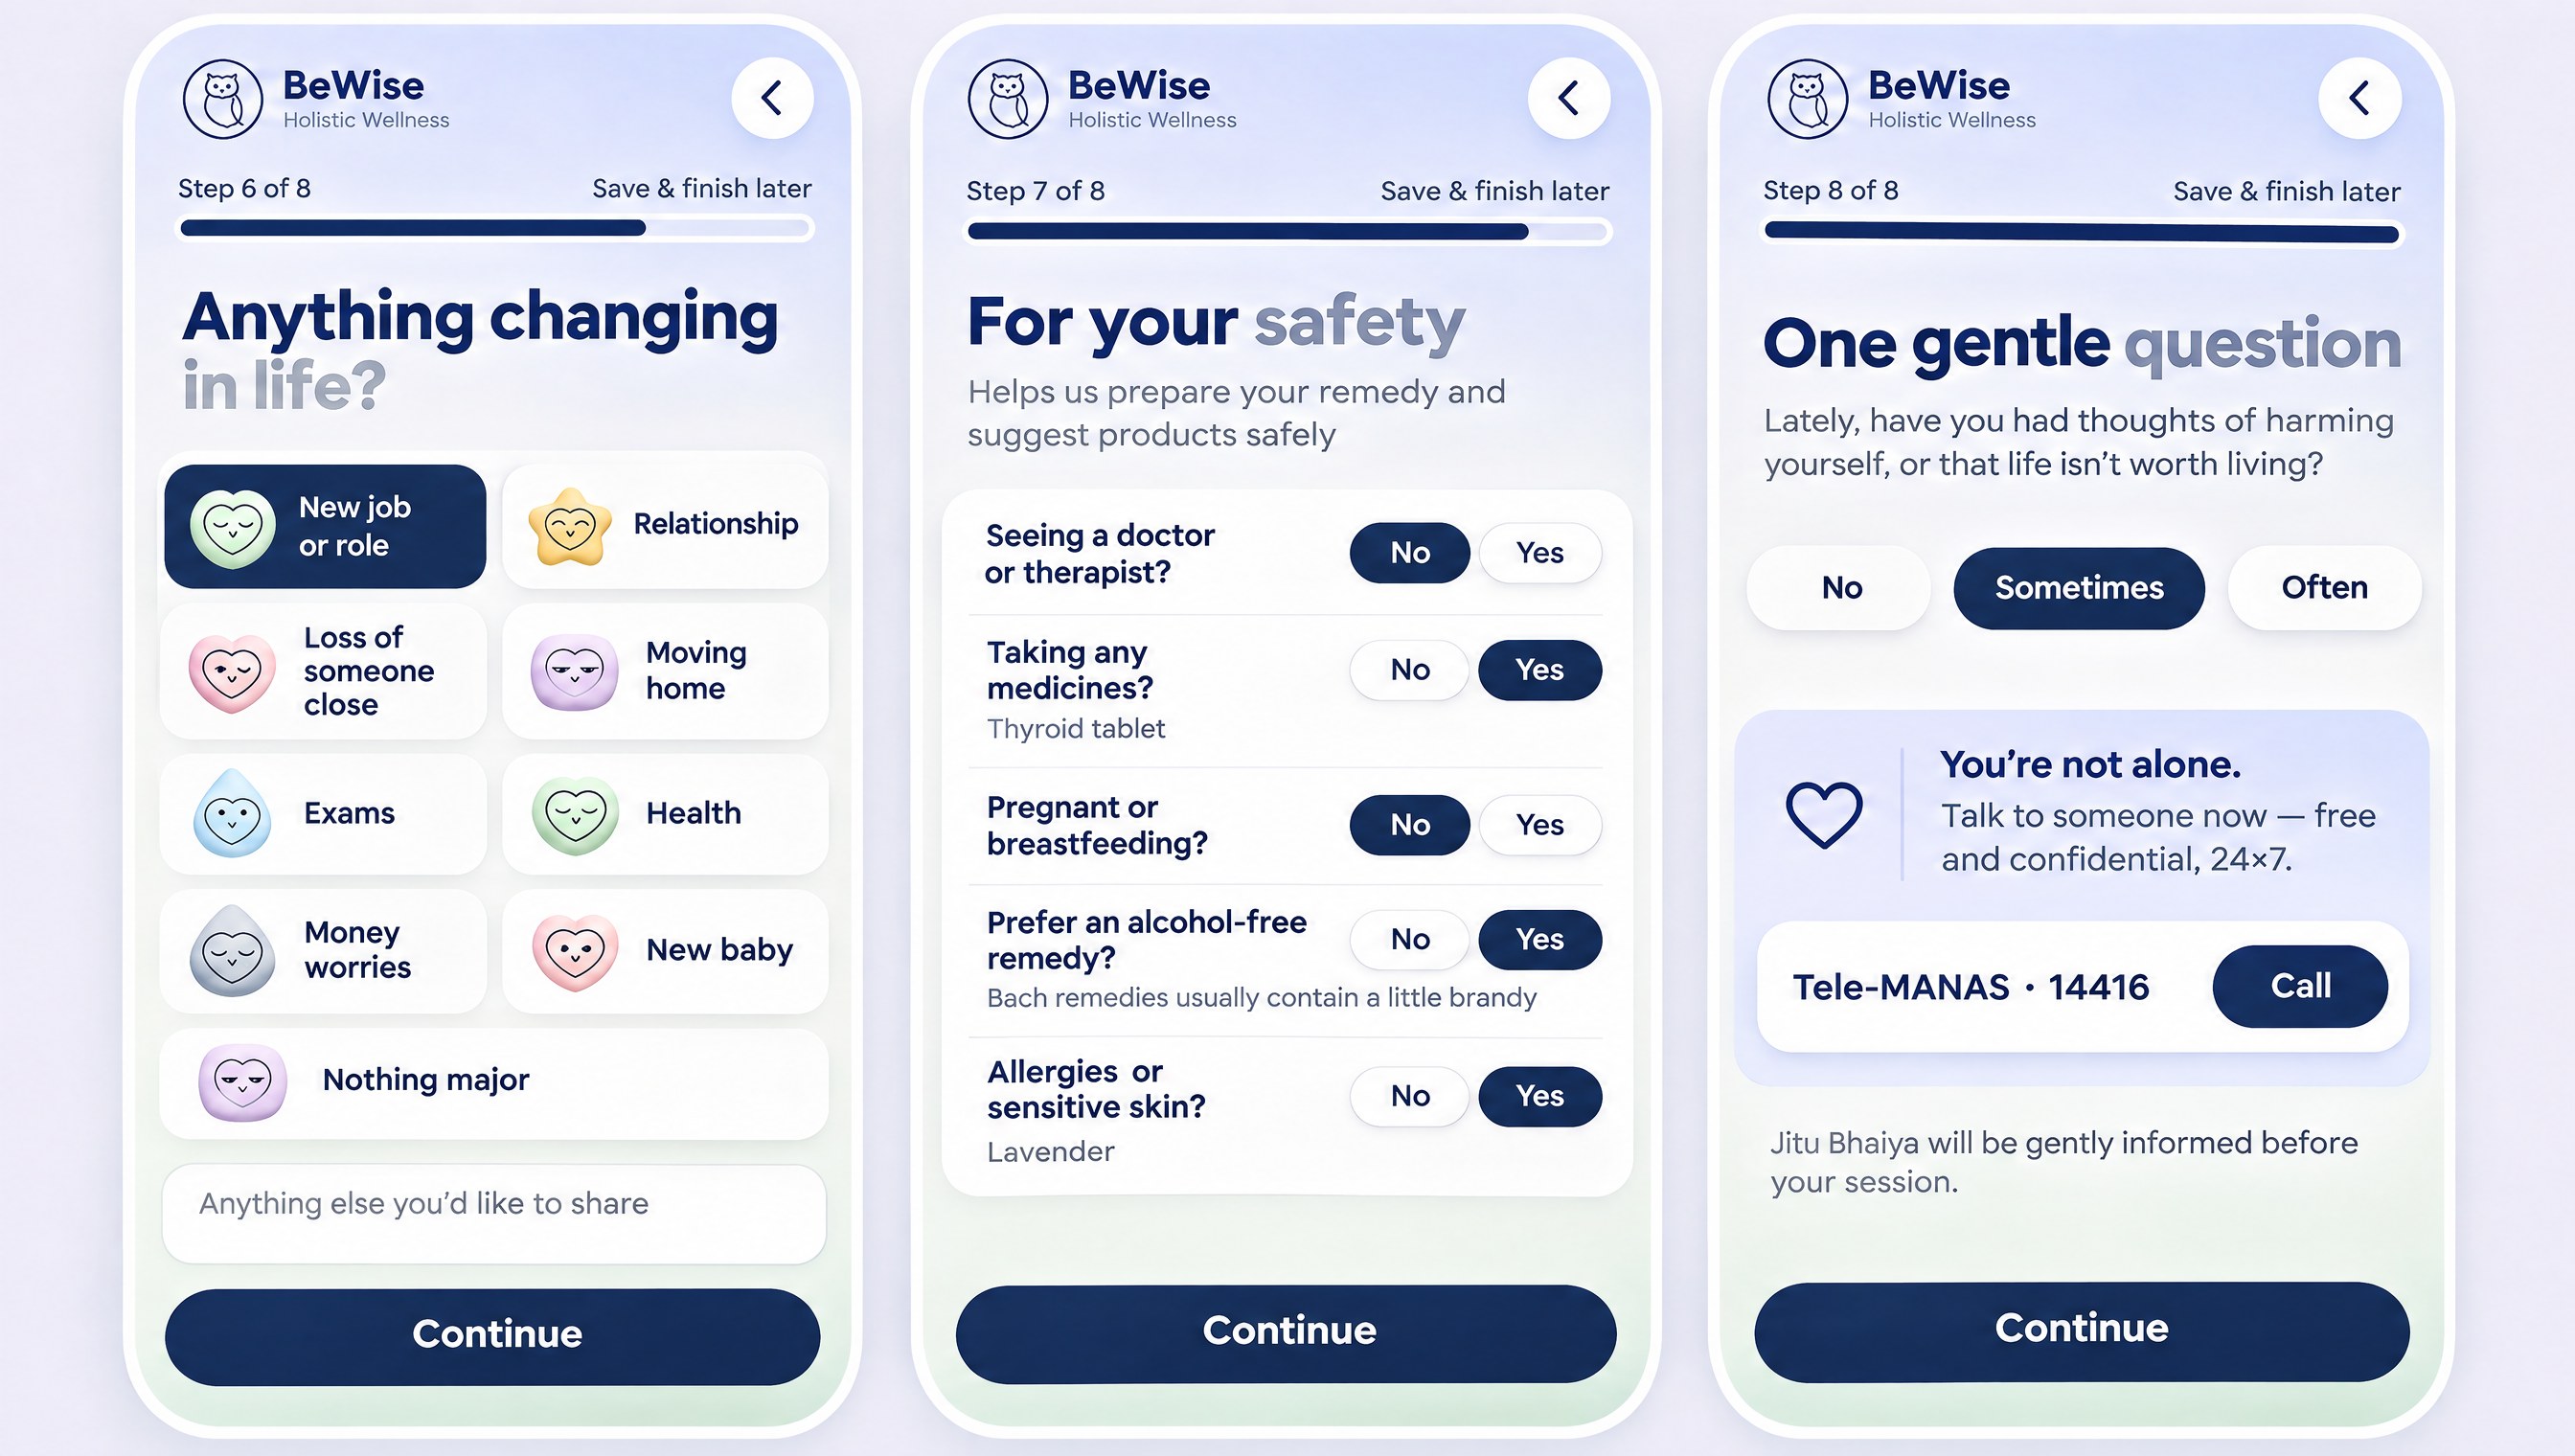 BeWise
Holistic Wellness
Step 6 of 8
Save & finish later
Anything changing
in life?
New job
or role
Relationship
Loss of
someone
close
Moving
home
Exams
Health
Money
worries
New baby
Nothing major
Anything else you’d like to share
Continue
BeWise
Holistic Wellness
Step 7 of 8
Save & finish later
For your safety
Helps us prepare your remedy and
suggest products safely
Seeing a doctor
or therapist?
No
Yes
Taking any
medicines?
No
Yes
Thyroid tablet
Pregnant or
breastfeeding?
No
Yes
Prefer an alcohol-free
remedy?
No
Yes
Bach remedies usually contain a little brandy
Allergies or
sensitive skin?
No
Yes
Lavender
Continue
BeWise
Holistic Wellness
Step 8 of 8
Save & finish later
One gentle question
Lately, have you had thoughts of harming
yourself, or that life isn’t worth living?
No
Sometimes
Often
You’re not alone.
Talk to someone now — free
and confidential, 24×7.
Tele-MANAS · 14416
Call
Jitu Bhaiya will be gently informed before
your session.
Continue